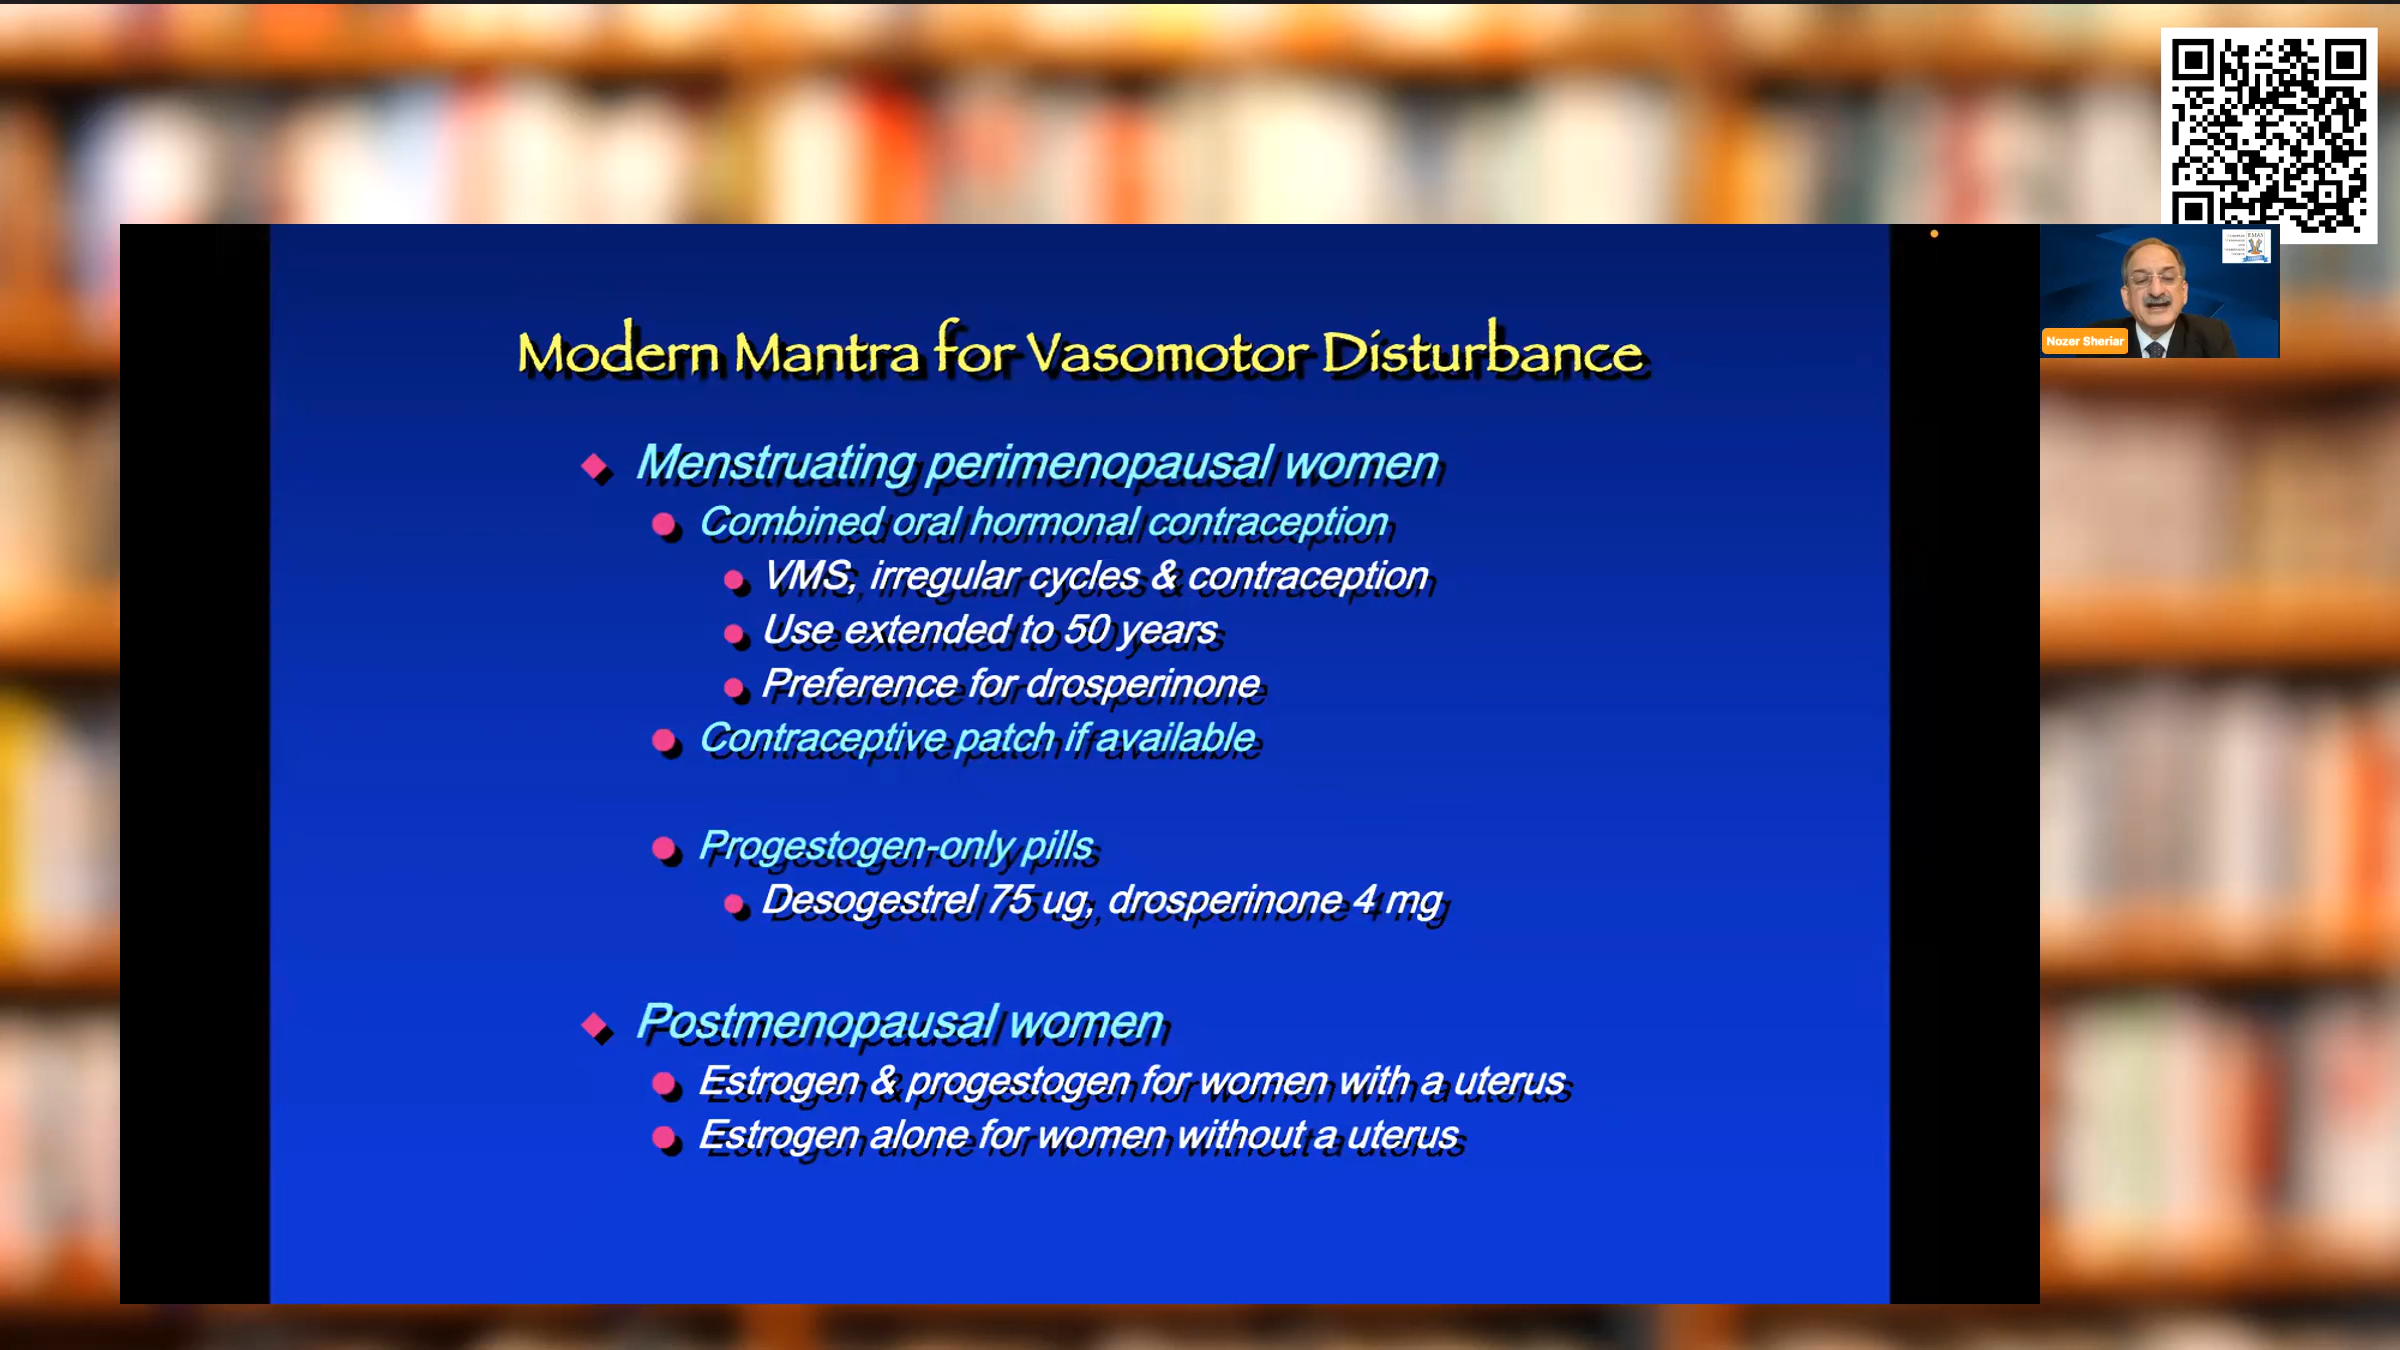 Modern Mantra for Vasomotor Disturbance
Menstruating perimenopausal women
Combined oral hormonal contraception
VMS, irregular cycles & contraception
Use extended to 50 years
Preference for drosperinone
Contraceptive patch if available
Progestogen-only pills
Desogestrel 75 ug, drosperinone 4 mg
Postmenopausal women
Estrogen & progestogen for women with a uterus
Estrogen alone for women without a uterus
EMAS
Nozer Sheriar